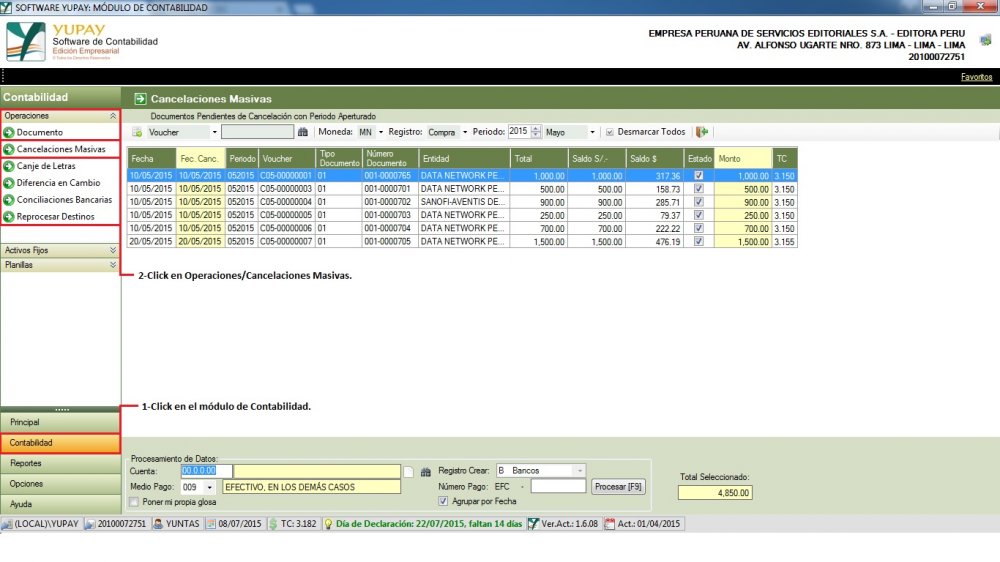 SOFTWARE YUPAY: MÓDULO DE CONTABILIDAD
YUPAY
Software de Contabilidad
Edición Empresarial
EMPRESA PERUANA DE SERVICIOS EDITORIALES S.A. - EDITORA PERU
AV. ALFONSO UGARTE NRO. 873 LIMA - LIMA - LIMA
20100072751
Favoritos
Contabilidad
Operaciones
Documento
Cancelaciones Masivas
Canje de Letras
Diferencia en Cambio
Conciliaciones Bancarias
Reprocesar Destinos
Activos Fijos
Planillas
Cancelaciones Masivas
Documentos Pendientes de Cancelación con Periodo Aperturado
Voucher Moneda: MN Registro: Compra Periodo: 2015 Mayo Desmarcar Todos
Fecha Fec. Canc. Periodo Voucher Tipo Documento Número Documento Entidad Total Saldo S/.- Saldo $ Estado Monto TC
10/05/2015 10/05/2015 052015 C05-00000001 01 001-0000765 DATA NETWORK PE... 1,000.00 1,000.00 317.36 1,000.00 3.150
10/05/2015 10/05/2015 052015 C05-00000003 01 001-0000701 DATA NETWORK PE... 500.00 500.00 158.73 500.00 3.150
10/05/2015 10/05/2015 052015 C05-00000004 01 001-0000702 SANOFI-AVENTIS DE... 900.00 900.00 285.71 900.00 3.150
10/05/2015 10/05/2015 052015 C05-00000005 01 001-0000703 DATA NETWORK PE... 250.00 250.00 79.37 250.00 3.150
10/05/2015 10/05/2015 052015 C05-00000006 01 001-0000704 DATA NETWORK PE... 700.00 700.00 222.22 700.00 3.150
20/05/2015 20/05/2015 052015 C05-00000007 01 001-0000705 DATA NETWORK PE... 1,500.00 1,500.00 476.19 1,500.00 3.155
2-Click en Operaciones/Cancelaciones Masivas.
1-Click en el módulo de Contabilidad.
Principal
Contabilidad
Reportes
Opciones
Ayuda
Procesamiento de Datos:
Cuenta: 00.0.0.00 Registro Crear: B Bancos
Medio Pago: 009 EFECTIVO, EN LOS DEMÁS CASOS Número Pago: EFC - Procesar [F9]
Poner mi propia glosa Agrupar por Fecha
Total Seleccionado:
4,850.00
(LOCAL)\YUPAY 20100072751 YUNTAS 08/07/2015 TC: 3.182 Día de Declaración: 22/07/2015, faltan 14 días Ver.Act.: 1.6.08 Act.: 01/04/2015